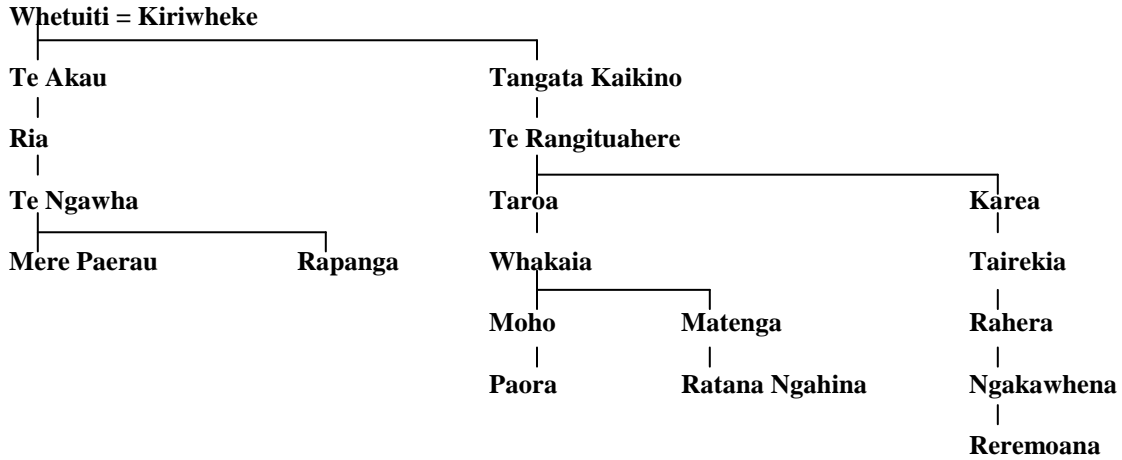 Whetuiti = Kiriwheke
Te Akau Tangata Kaikino
Ria Te Rangituahere
Te Ngawha Taroa Karea
Mere Paerau Rapanga Whakaia Tairekia
Moho Matenga Rahera
Paora Ratana Ngahina Ngakawhena
Reremoana